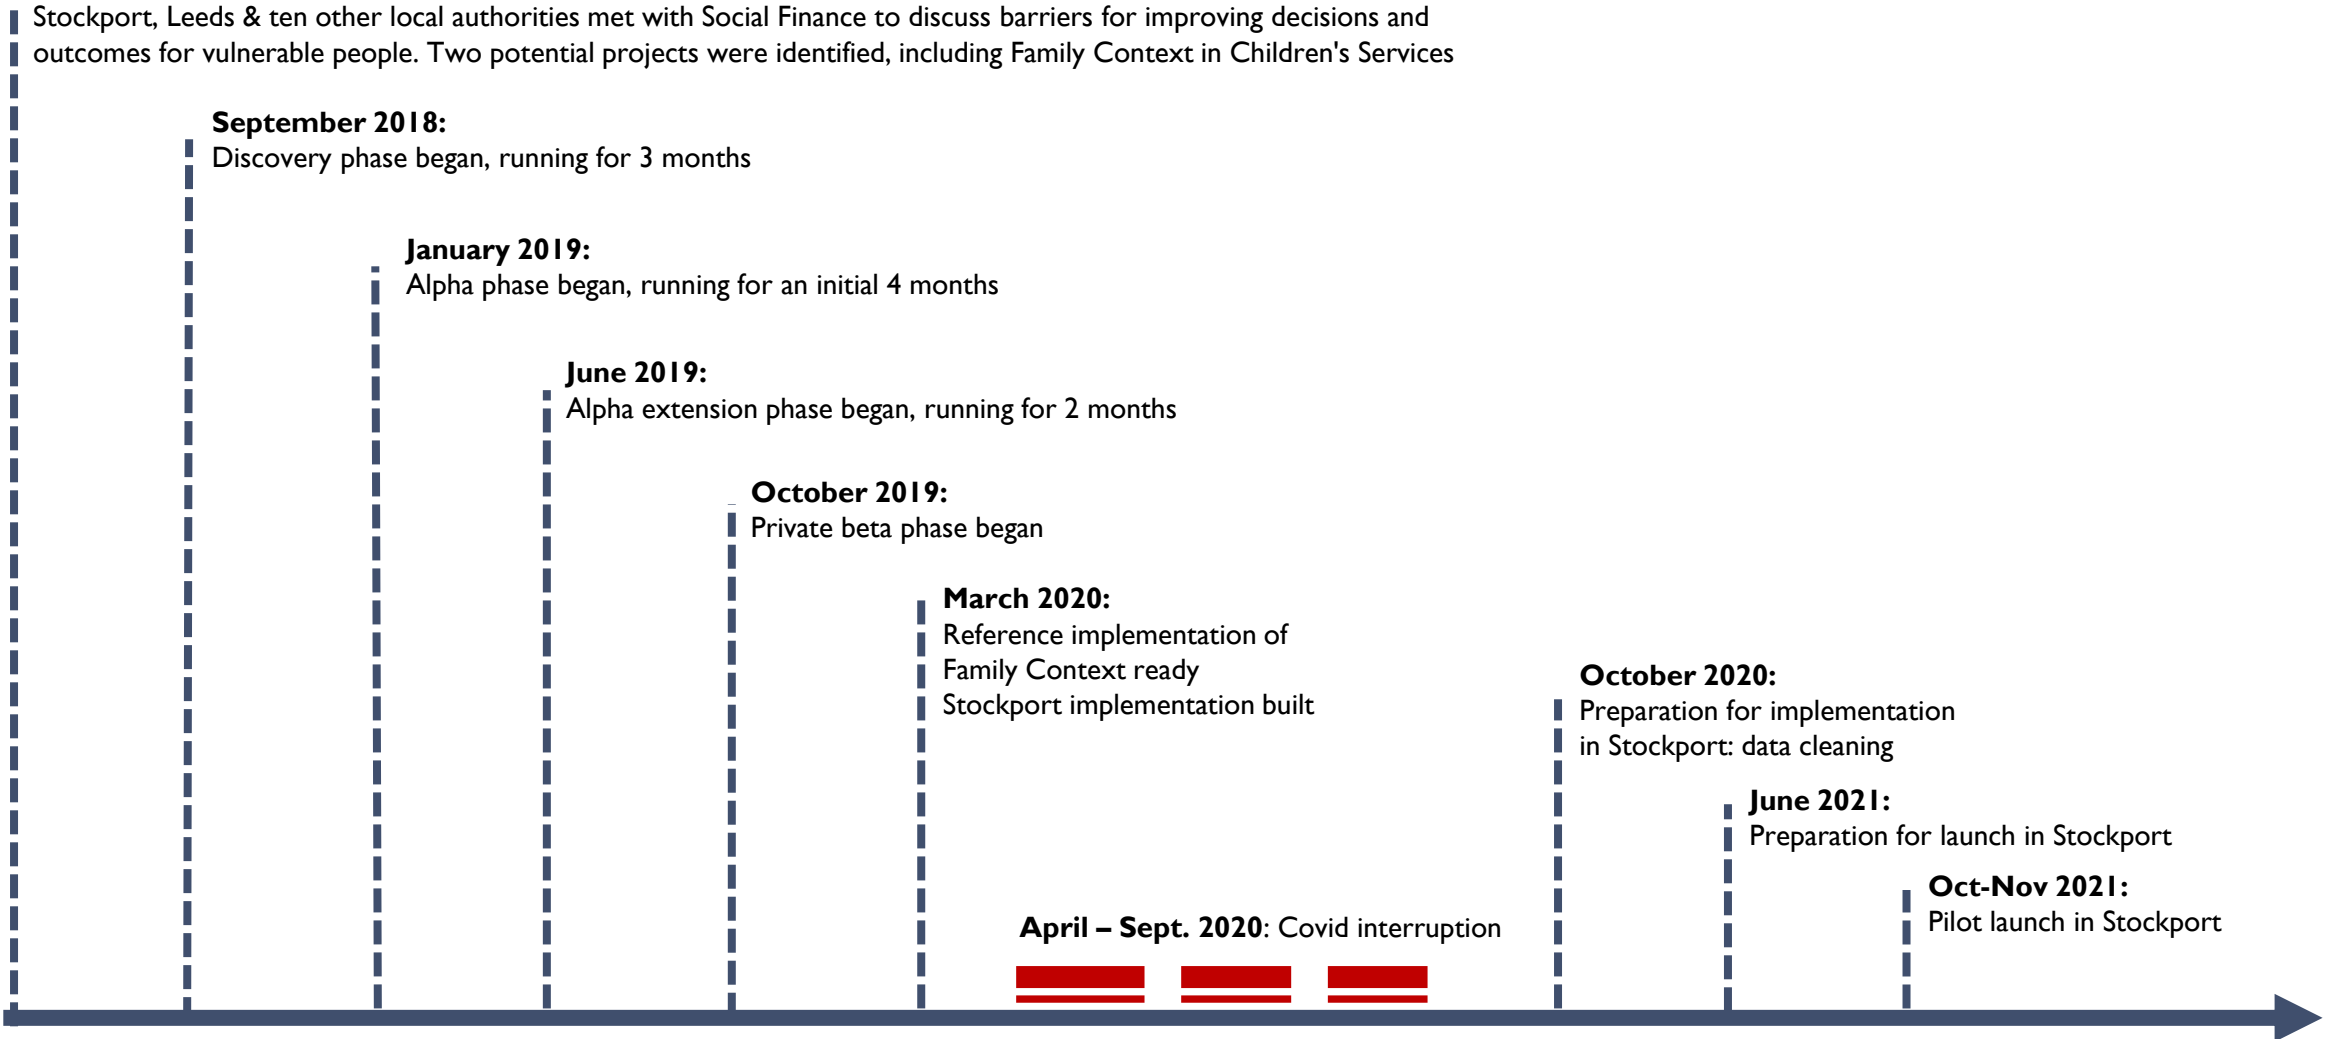 Stockport, Leeds & ten other local authorities met with Social Finance to discuss barriers for improving decisions and
outcomes for vulnerable people. Two potential projects were identified, including Family Context in Children's Services
September 2018:
Discovery phase began, running for 3 months
January 2019:
Alpha phase began, running for an initial 4 months
June 2019:
Alpha extension phase began, running for 2 months
October 2019:
Private beta phase began
March 2020:
Reference implementation of
Family Context ready
Stockport implementation built
April – Sept. 2020: Covid interruption
October 2020:
Preparation for implementation
in Stockport: data cleaning
June 2021:
Preparation for launch in Stockport
Oct-Nov 2021:
Pilot launch in Stockport